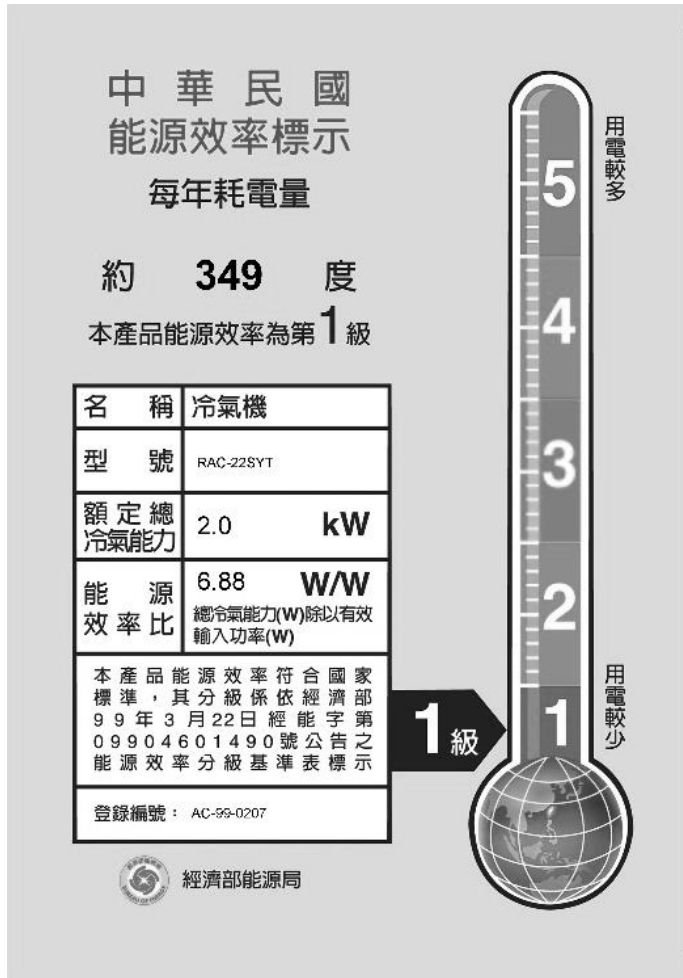 中華民國
能源效率標示
每年耗電量
約 349 度
本產品能源效率為第1級
名稱 冷氣機
型號 RAC-22SYT
額定總
冷氣能力 2.0 kW
能源
效率比 6.88 W/W
總冷氣能力(W)除以有效
輸入功率(W)
本產品能源效率符合國家
標準，其分級係依經濟部
99年3月22日經能字第
09904601490號公告之
能源效率分級基準表標示
登錄編號： AC-99-0207
經濟部能源局
1級
用電較多
5
4
3
2
1
用電較少